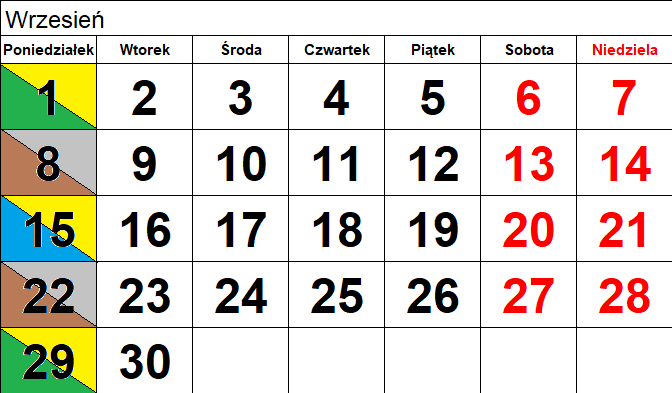 Wrzesień
Poniedziałek Wtorek Środa Czwartek Piątek Sobota Niedziela
1 2 3 4 5 6 7
8 9 10 11 12 13 14
15 16 17 18 19 20 21
22 23 24 25 26 27 28
29 30